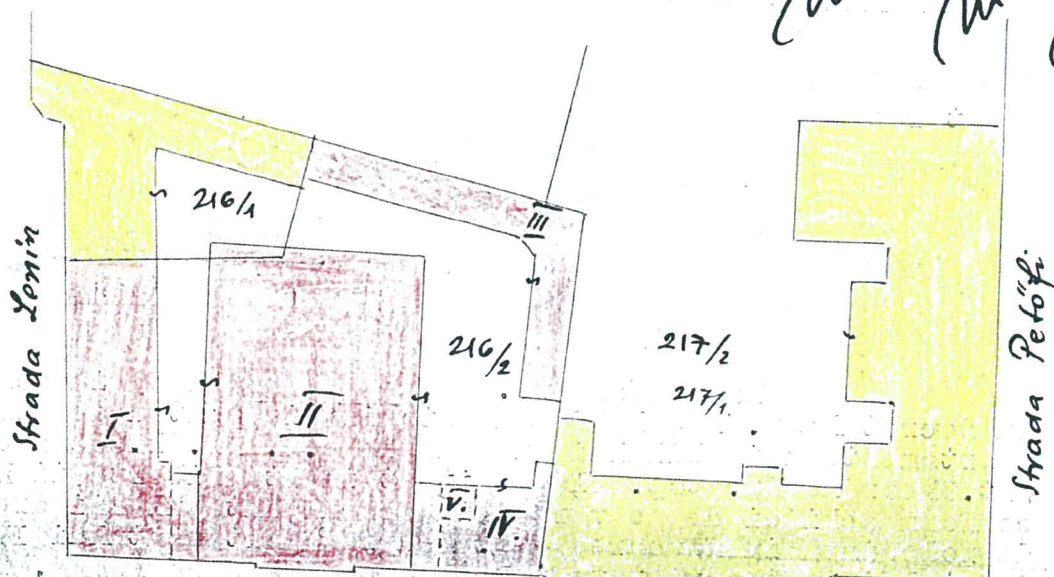 216/1
III
Strada Lenin
216/2
217/2
217/1
Strada Petőfi
I
II
V.
IV.